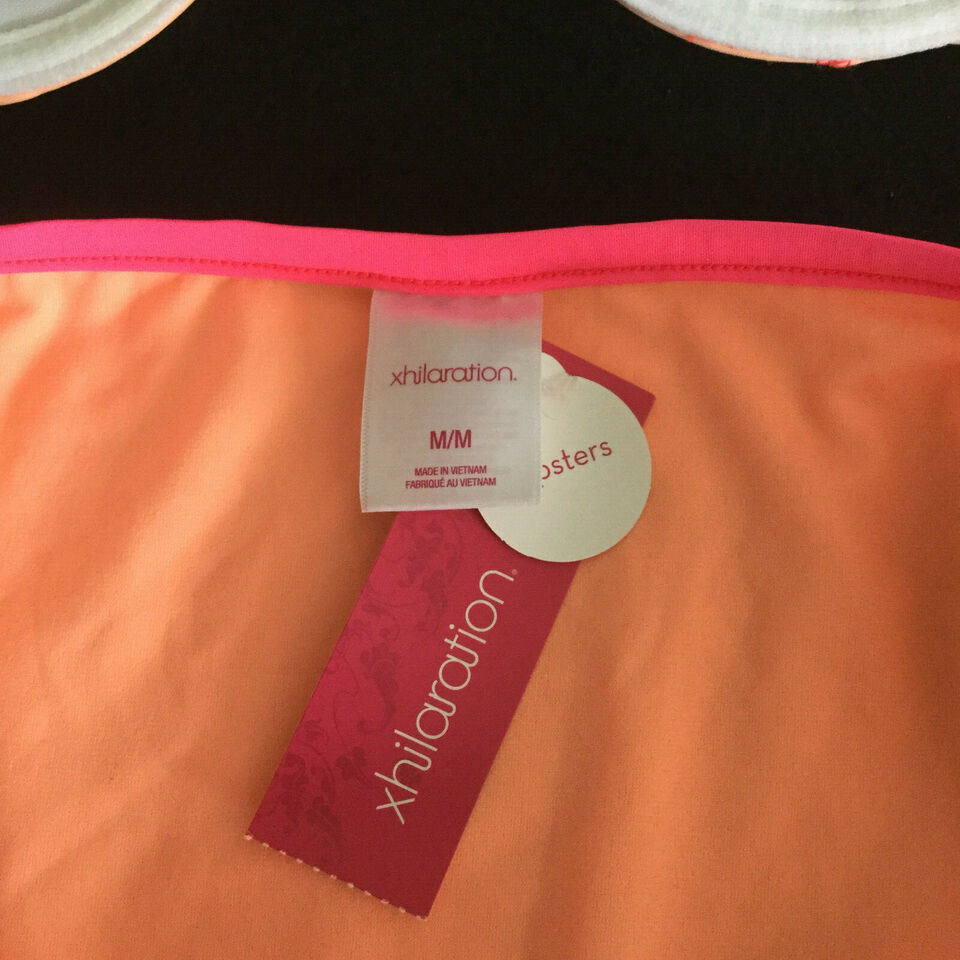 xhilaration.
M/M
MADE IN VIETNAM
FABRIQUÉ AU VIETNAM
osters
xhilaration.